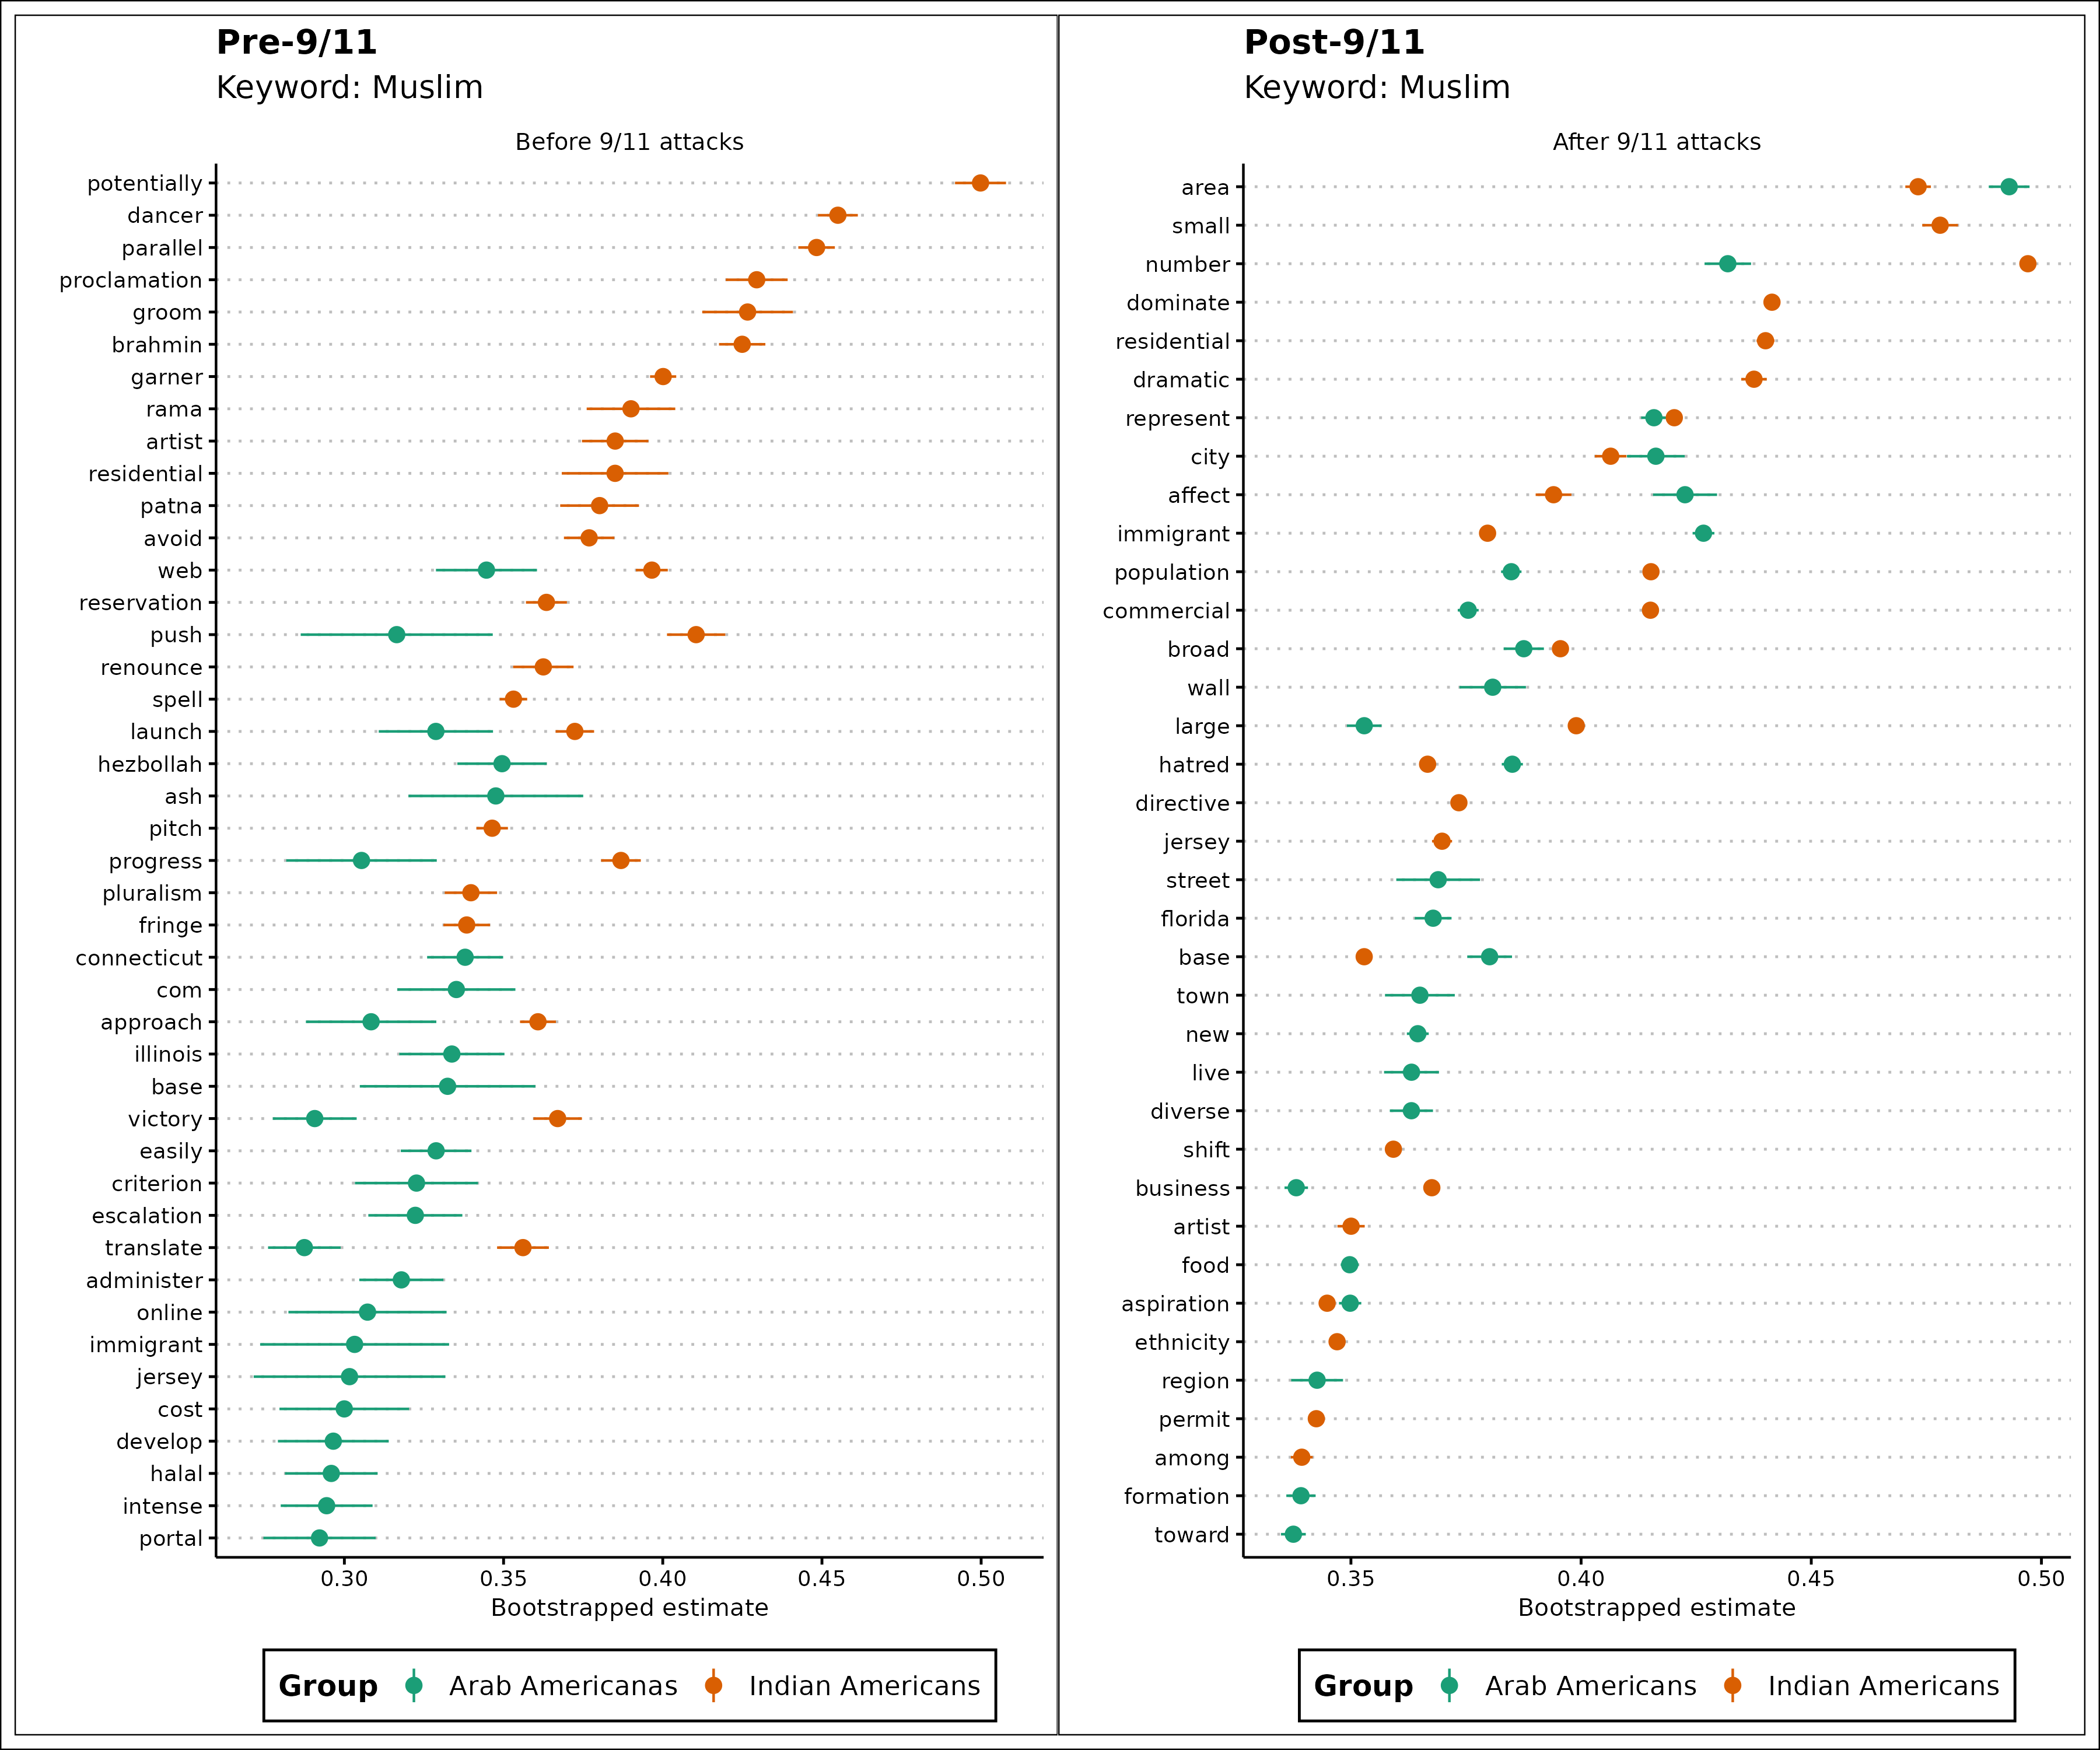 Pre-9/11
Keyword: Muslim
Before 9/11 attacks
potentially
dancer
parallel
proclamation
groom
brahmin
garner
rama
artist
residential
patna
avoid
web
reservation
push
renounce
spell
launch
hezbollah
ash
pitch
progress
pluralism
fringe
connecticut
com
approach
illinois
base
victory
easily
criterion
escalation
translate
administer
online
immigrant
jersey
cost
develop
halal
intense
portal
0.30 0.35 0.40 0.45 0.50
Bootstrapped estimate
Group Arab Americanas Indian Americans
Post-9/11
Keyword: Muslim
After 9/11 attacks
area
small
number
dominate
residential
dramatic
represent
city
affect
immigrant
population
commercial
broad
wall
large
hatred
directive
jersey
street
florida
base
town
new
live
diverse
shift
business
artist
food
aspiration
ethnicity
region
permit
among
formation
toward
0.35 0.40 0.45 0.50
Bootstrapped estimate
Group Arab Americans Indian Americans